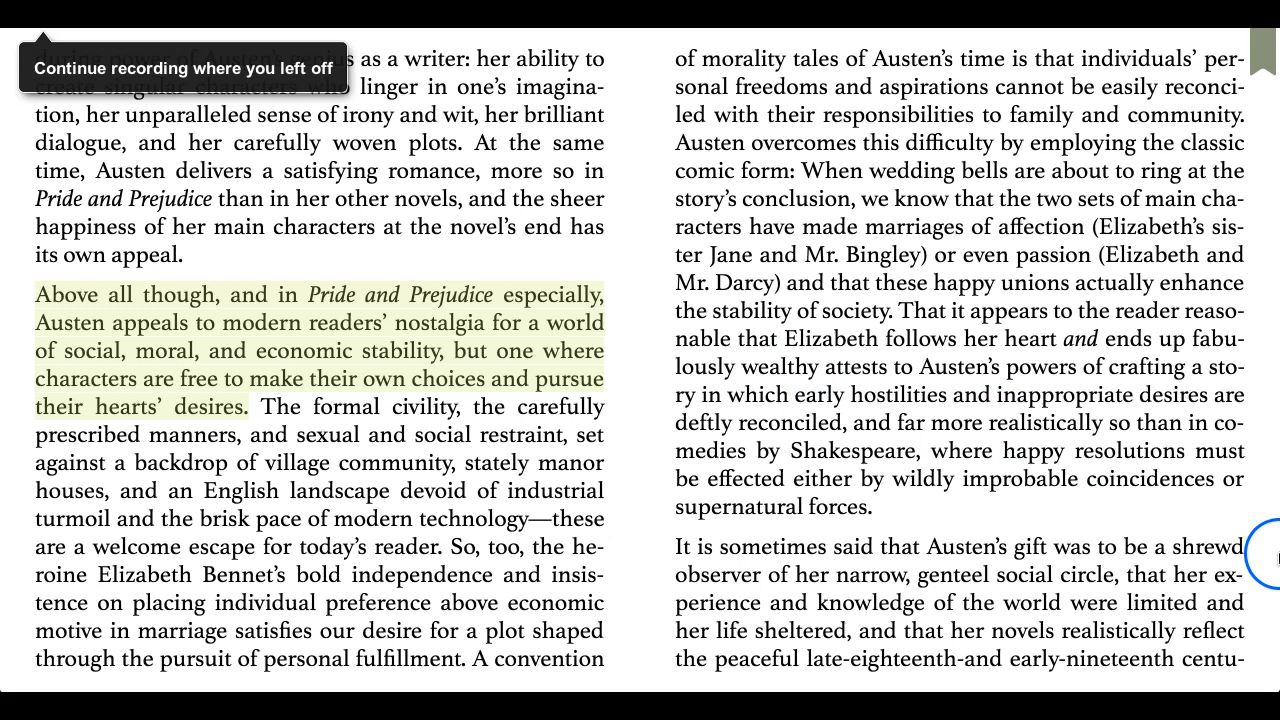 Continue recording where you left off
as a writer: her ability to
linger in one's imagina-
tion, her unparalleled sense of irony and wit, her brilliant
dialogue, and her carefully woven plots. At the same
time, Austen delivers a satisfying romance, more so in
Pride and Prejudice than in her other novels, and the sheer
happiness of her main characters at the novel's end has
its own appeal.
Above all though, and in Pride and Prejudice especially,
Austen appeals to modern readers' nostalgia for a world
of social, moral, and economic stability, but one where
characters are free to make their own choices and pursue
their hearts' desires. The formal civility, the carefully
prescribed manners, and sexual and social restraint, set
against a backdrop of village community, stately manor
houses, and an English landscape devoid of industrial
turmoil and the brisk pace of modern technology—these
are a welcome escape for today's reader. So, too, the he-
roine Elizabeth Bennet's bold independence and insis-
tence on placing individual preference above economic
motive in marriage satisfies our desire for a plot shaped
through the pursuit of personal fulfillment. A convention
of morality tales of Austen's time is that individuals' per-
sonal freedoms and aspirations cannot be easily reconci-
led with their responsibilities to family and community.
Austen overcomes this difficulty by employing the classic
comic form: When wedding bells are about to ring at the
story's conclusion, we know that the two sets of main cha-
racters have made marriages of affection (Elizabeth's sis-
ter Jane and Mr. Bingley) or even passion (Elizabeth and
Mr. Darcy) and that these happy unions actually enhance
the stability of society. That it appears to the reader reaso-
nable that Elizabeth follows her heart and ends up fabu-
lously wealthy attests to Austen's powers of crafting a sto-
ry in which early hostilities and inappropriate desires are
deftly reconciled, and far more realistically so than in co-
medies by Shakespeare, where happy resolutions must
be effected either by wildly improbable coincidences or
supernatural forces.
It is sometimes said that Austen's gift was to be a shrewd
observer of her narrow, genteel social circle, that her ex-
perience and knowledge of the world were limited and
her life sheltered, and that her novels realistically reflect
the peaceful late-eighteenth-and early-nineteenth centu-